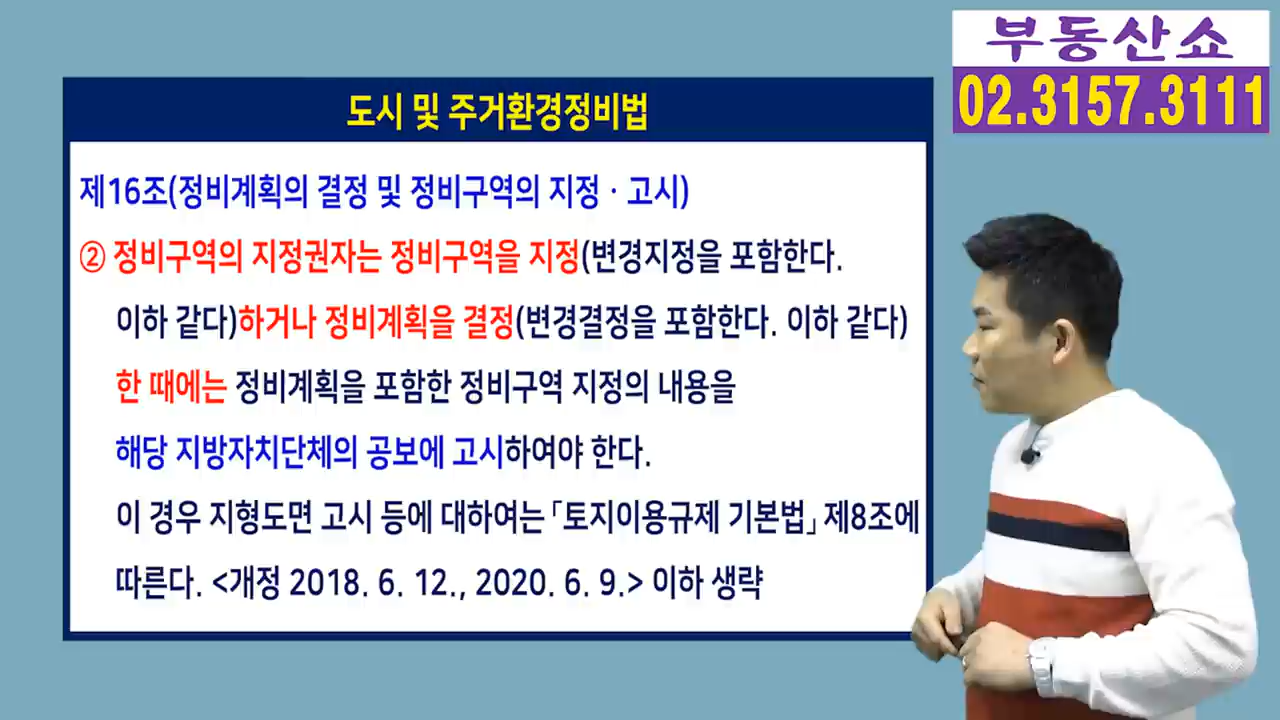 부동산쇼
02.3157.3111
도시 및 주거환경정비법
제16조(정비계획의 결정 및 정비구역의 지정 · 고시)
② 정비구역의 지정권자는 정비구역을 지정(변경지정을 포함한다.
이하 같다)하거나 정비계획을 결정(변경결정을 포함한다. 이하 같다)
한 때에는 정비계획을 포함한 정비구역 지정의 내용을
해당 지방자치단체의 공보에 고시하여야 한다.
이 경우 지형도면 고시 등에 대하여는 「토지이용규제 기본법」 제8조에
따른다. <개정 2018. 6. 12., 2020. 6. 9.> 이하 생략